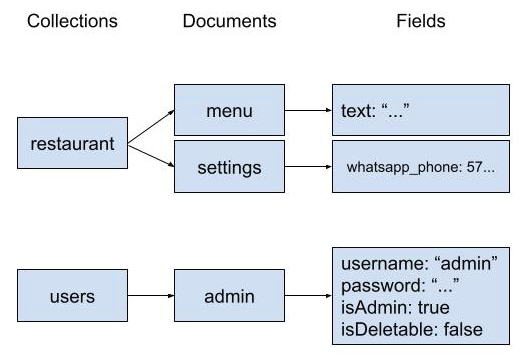 Collections Documents Fields
menu text: “...”
restaurant
settings whatsapp_phone: 57...
users admin username: “admin”
password: “...”
isAdmin: true
isDeletable: false